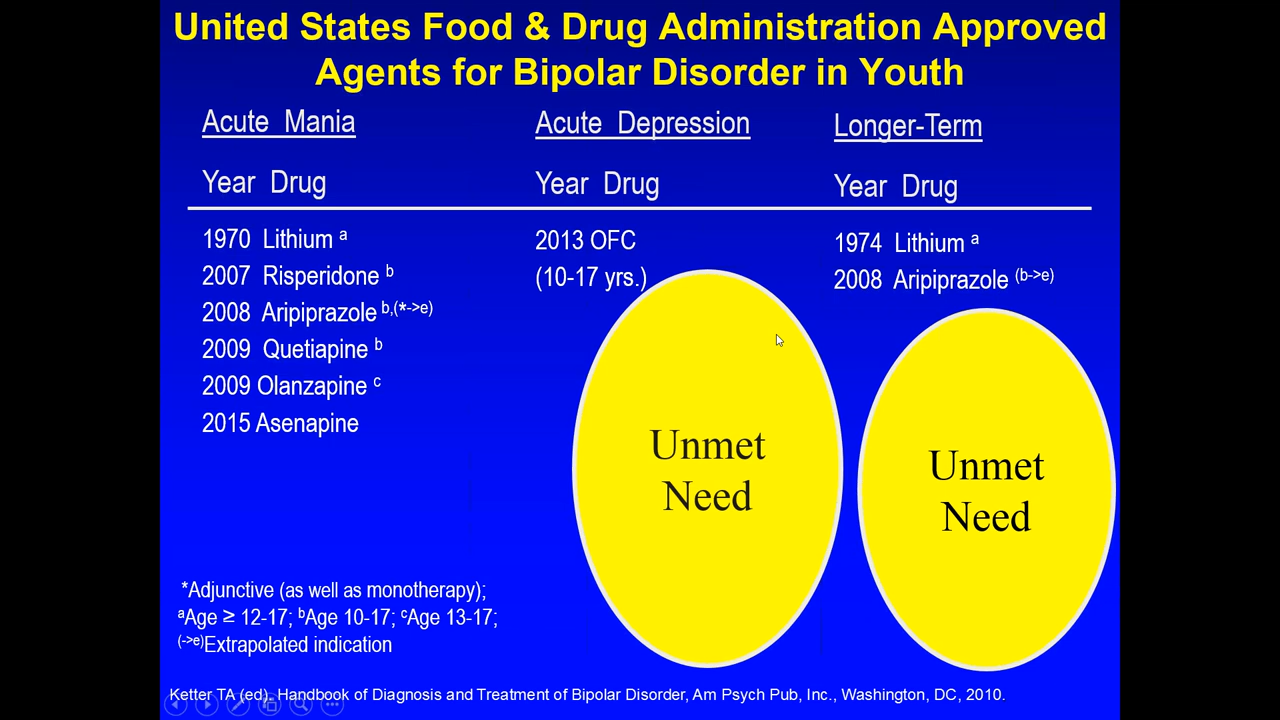 United States Food & Drug Administration Approved
Agents for Bipolar Disorder in Youth
Acute Mania
Year Drug
1970 Lithium a
2007 Risperidone b
2008 Aripiprazole b,(*->e)
2009 Quetiapine b
2009 Olanzapine c
2015 Asenapine
Acute Depression
Year Drug
2013 OFC
(10-17 yrs.)
Unmet
Need
Longer-Term
Year Drug
1974 Lithium a
2008 Aripiprazole (b->e)
Unmet
Need
*Adjunctive (as well as monotherapy);
aAge ≥ 12-17; bAge 10-17; cAge 13-17;
(->e)Extrapolated indication
Ketter TA (ed). Handbook of Diagnosis and Treatment of Bipolar Disorder, Am Psych Pub, Inc., Washington, DC, 2010.